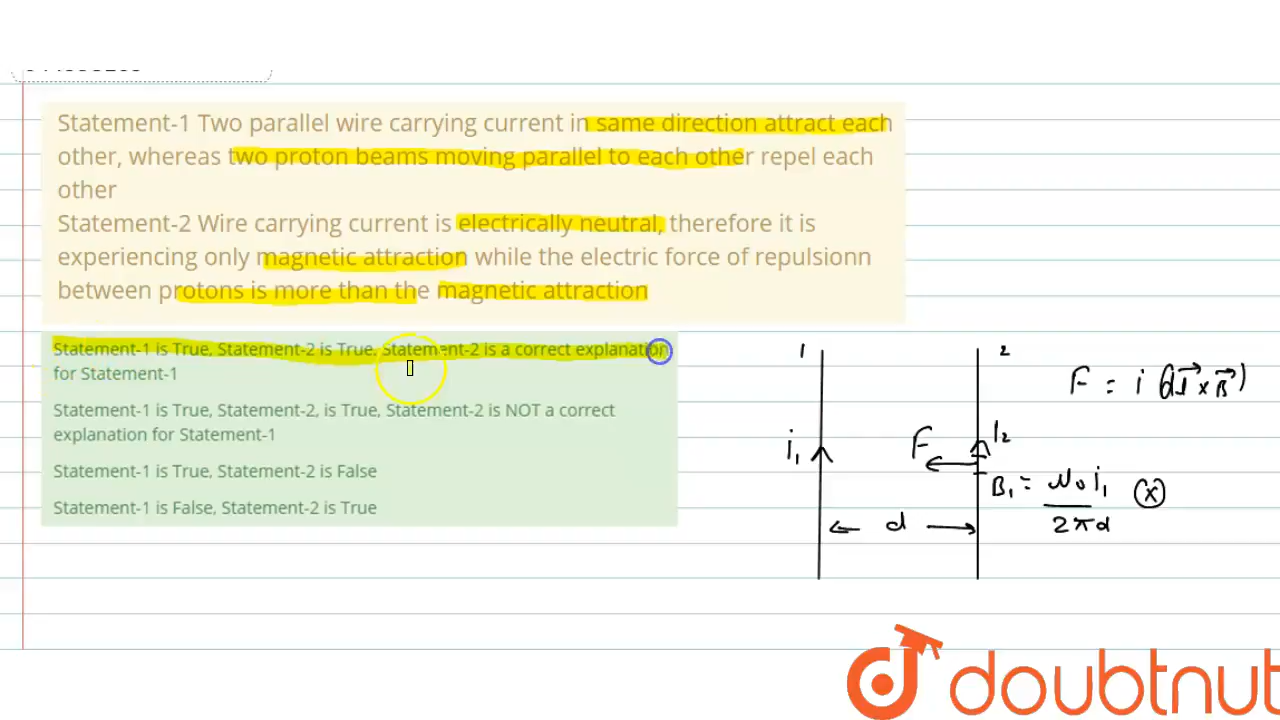 Statement-1 Two parallel wire carrying current in same direction attract each
other, whereas two proton beams moving parallel to each other repel each
other
Statement-2 Wire carrying current is electrically neutral, therefore it is
experiencing only magnetic attraction while the electric force of repulsionn
between protons is more than the magnetic attraction
Statement-1 is True, Statement-2 is True, Statement-2 is a correct explanation
for Statement-1
Statement-1 is True, Statement-2, is True, Statement-2 is NOT a correct
explanation for Statement-1
Statement-1 is True, Statement-2 is False
Statement-1 is False, Statement-2 is True
1 2
F = i (dl × B)
i₁ F i₂
B₁ = μ₀ i₁ / 2πd (x)
d
doubtnut